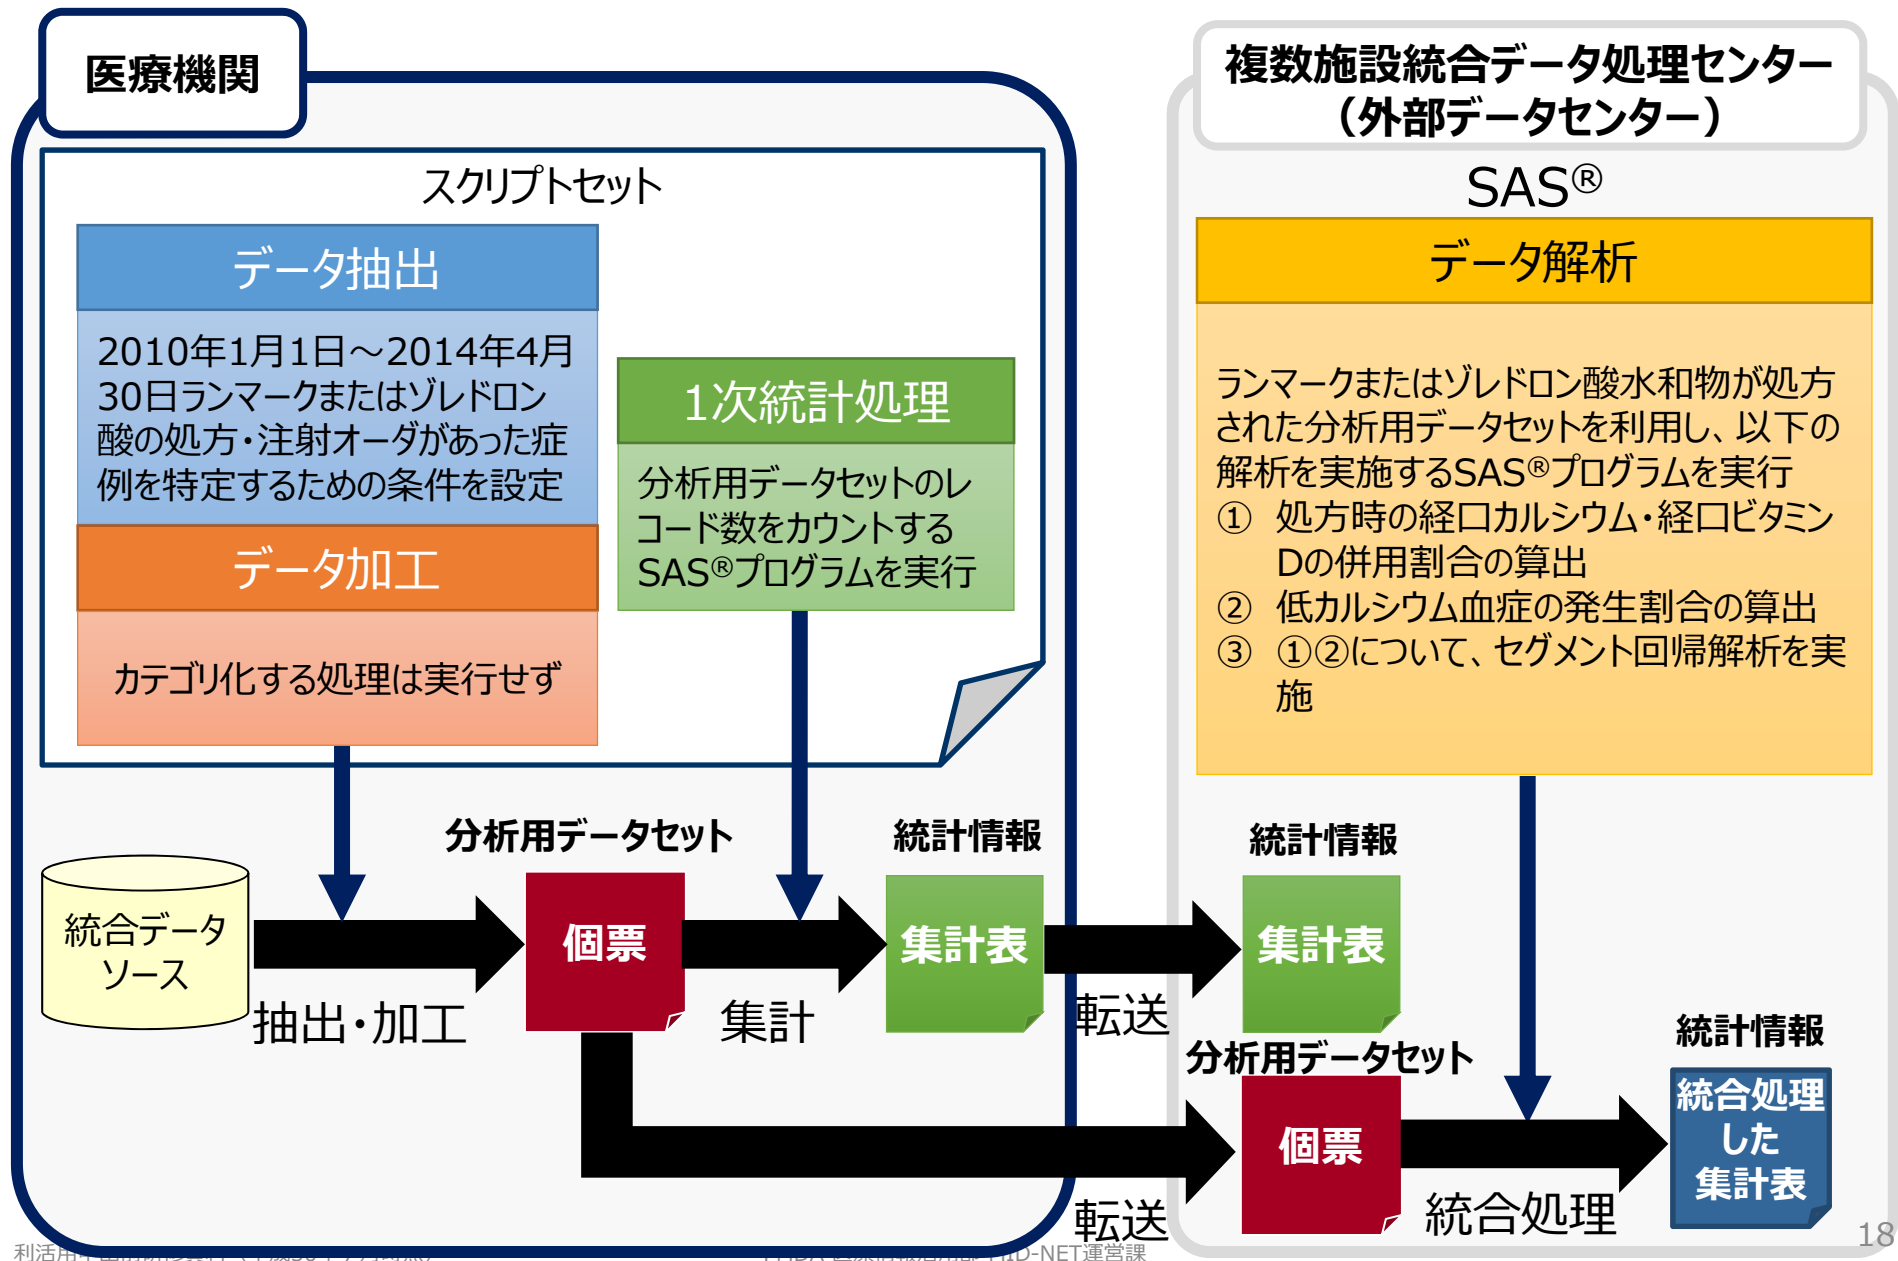 医療機関
スクリプトセット
データ抽出
2010年1月1日～2014年4月
30日ランマークまたはゾレドロン
酸の処方・注射オーダがあった症
例を特定するための条件を設定
データ加工
カテゴリ化する処理は実行せず
1次統計処理
分析用データセットのレ
コード数をカウントする
SAS®プログラムを実行
統合データ
ソース
抽出・加工
分析用データセット
個票
集計
統計情報
集計表
転送
転送
複数施設統合データ処理センター
（外部データセンター）
SAS®
データ解析
ランマークまたはゾレドロン酸水和物が処方
された分析用データセットを利用し、以下の
解析を実施するSAS®プログラムを実行
① 処方時の経口カルシウム・経口ビタミン
Dの併用割合の算出
② 低カルシウム血症の発生割合の算出
③ ①②について、セグメント回帰解析を実
施
統計情報
集計表
分析用データセット
個票
統合処理
統計情報
統合処理
した
集計表
MID-NET運営課
18